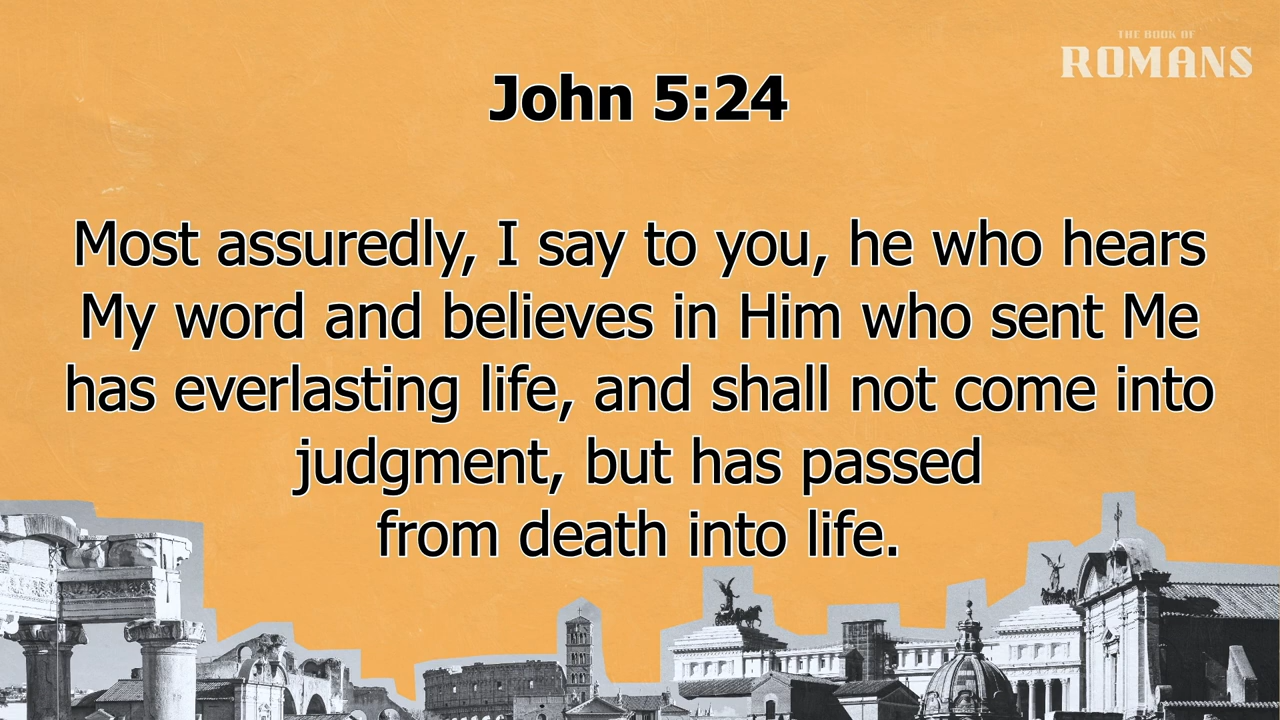 THE BOOK OF
ROMANS
John 5:24
Most assuredly, I say to you, he who hears
My word and believes in Him who sent Me
has everlasting life, and shall not come into
judgment, but has passed
from death into life.